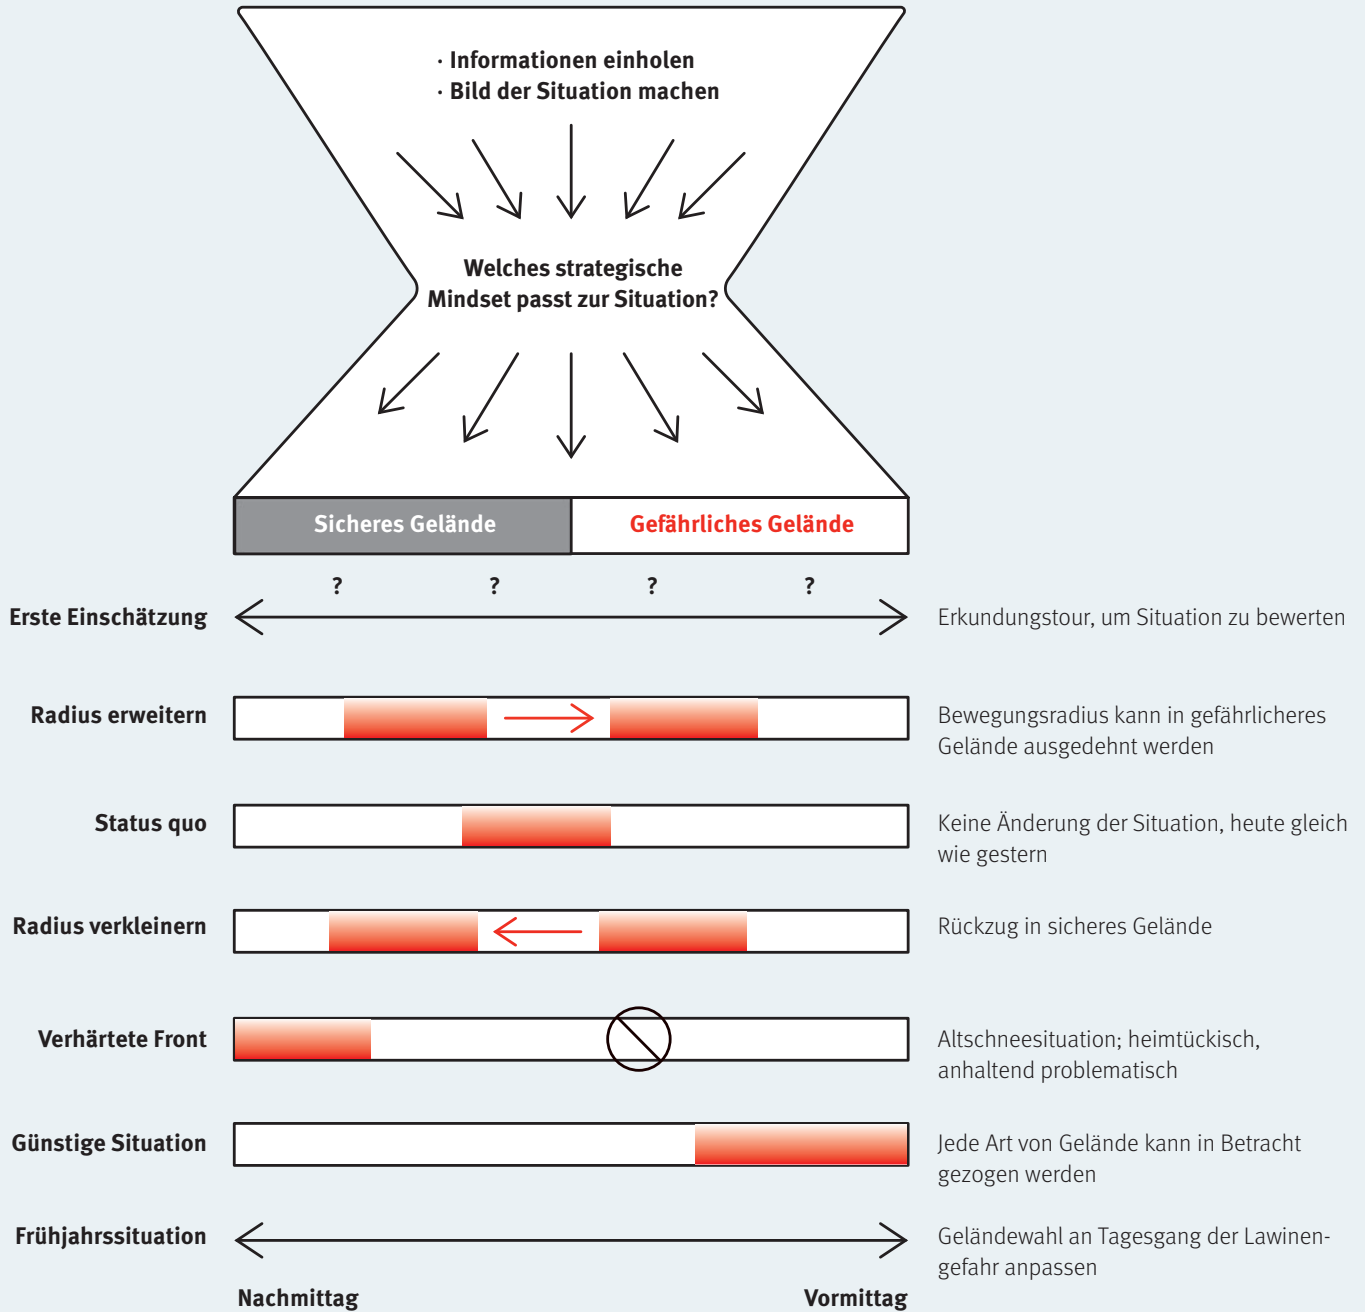 · Informationen einholen
· Bild der Situation machen
Welches strategische
Mindset passt zur Situation?
Sicheres Gelände
Gefährliches Gelände
? ? ? ?
Erste Einschätzung
Erkundungstour, um Situation zu bewerten
Radius erweitern
Bewegungsradius kann in gefährlicheres
Gelände ausgedehnt werden
Status quo
Keine Änderung der Situation, heute gleich
wie gestern
Radius verkleinern
Rückzug in sicheres Gelände
Verhärtete Front
Altschneesituation; heimtückisch,
anhaltend problematisch
Günstige Situation
Jede Art von Gelände kann in Betracht
gezogen werden
Frühjahrssituation
Geländewahl an Tagesgang der Lawinen-
gefahr anpassen
Nachmittag
Vormittag